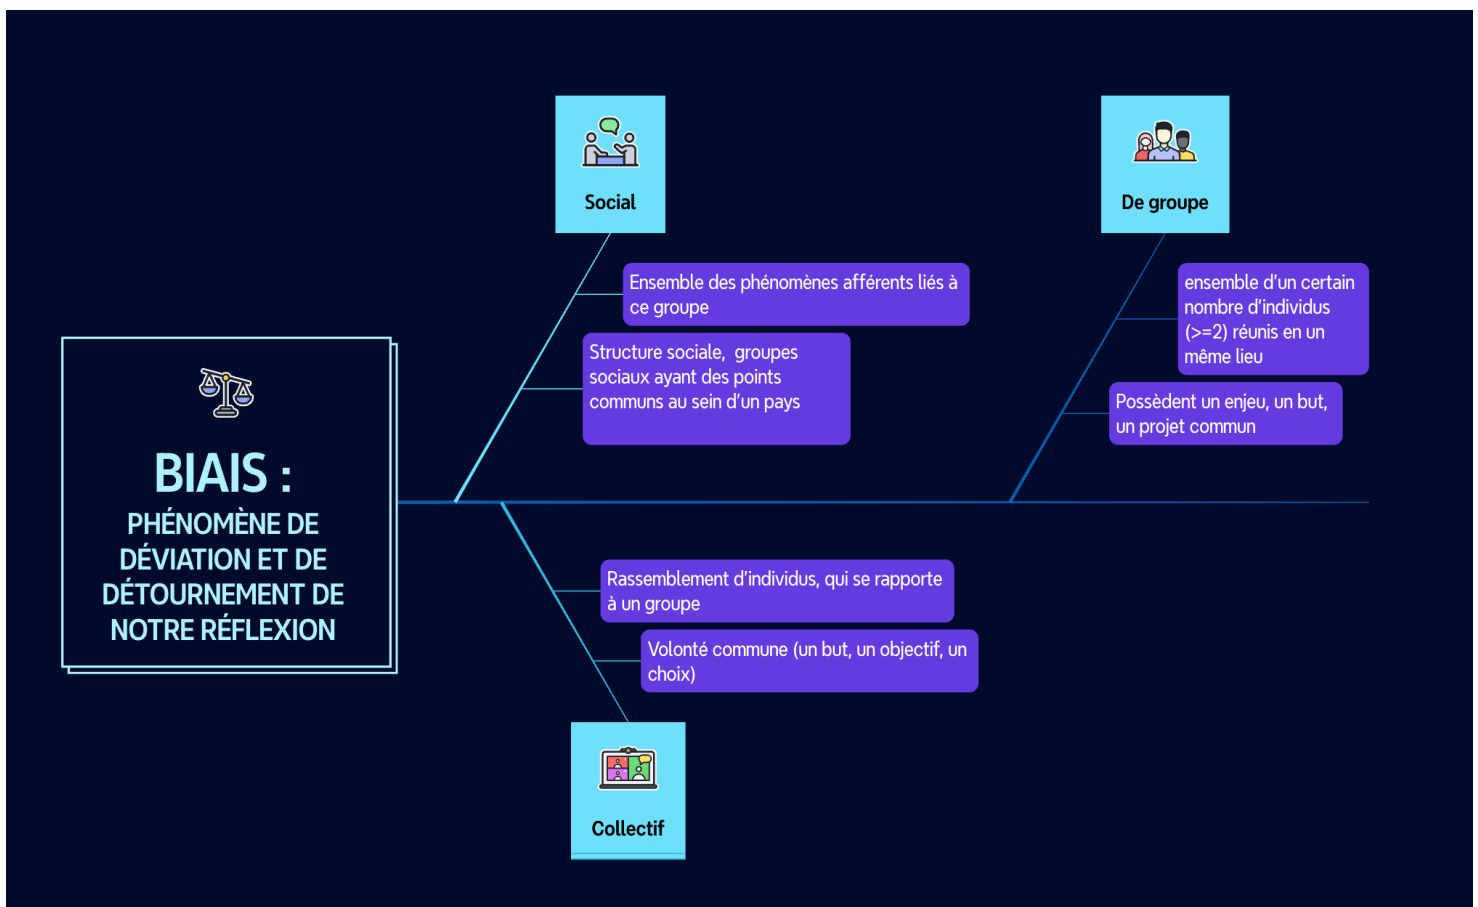 Social
De groupe
Ensemble des phénomènes afférents liés à
ce groupe
Structure sociale, groupes
sociaux ayant des points
communs au sein d'un pays
ensemble d'un certain
nombre d'individus
(>=2) réunis en un
même lieu
Possèdent un enjeu, un but,
un projet commun
BIAIS :
PHÉNOMÈNE DE
DÉVIATION ET DE
DÉTOURNEMENT DE
NOTRE RÉFLEXION
Rassemblement d'individus, qui se rapporte
à un groupe
Volonté commune (un but, un objectif, un
choix)
Collectif